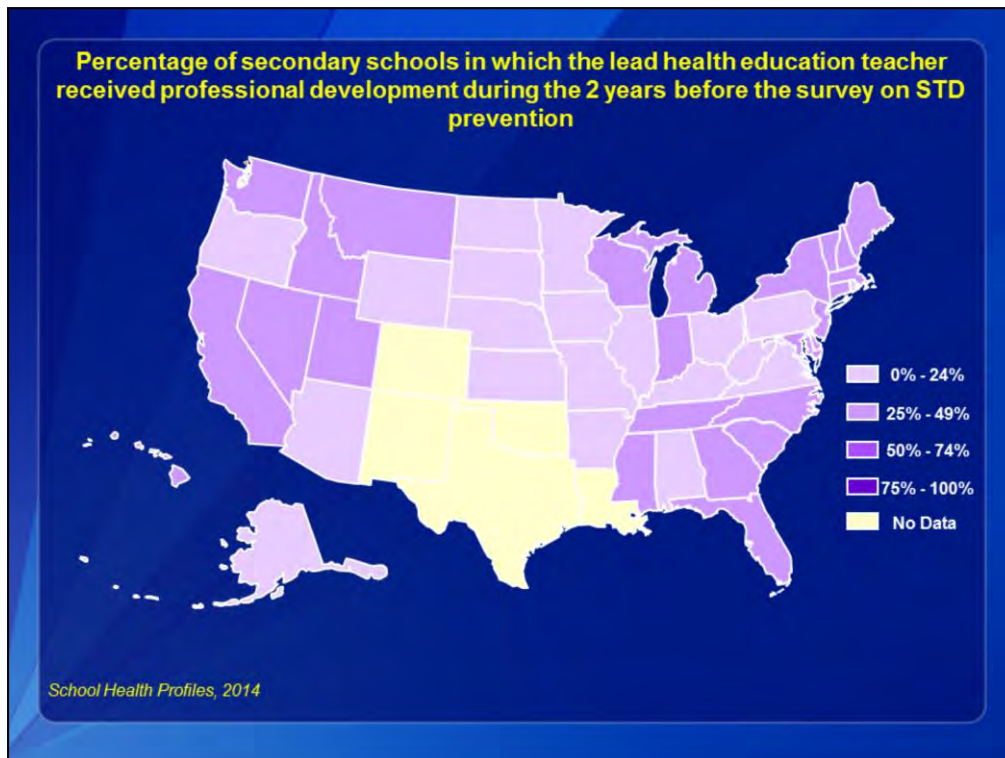 Percentage of secondary schools in which the lead health education teacher
received professional development during the 2 years before the survey on STD
prevention
0% - 24%
25% - 49%
50% - 74%
75% - 100%
No Data
School Health Profiles, 2014